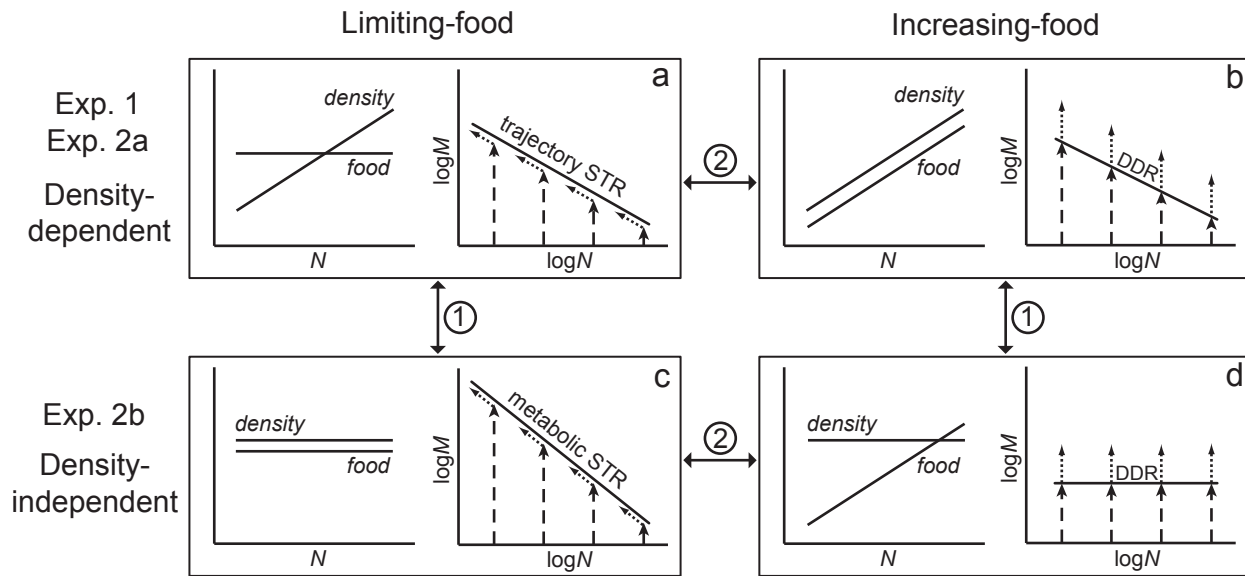 Limiting-food
Increasing-food
Exp. 1
Exp. 2a
Density-
dependent
a
density
food
N
logM
trajectory STR
logN
2
b
density
food
N
logM
DDR
logN
1
1
Exp. 2b
Density-
independent
c
density
food
N
logM
metabolic STR
logN
2
d
density
food
N
logM
DDR
logN